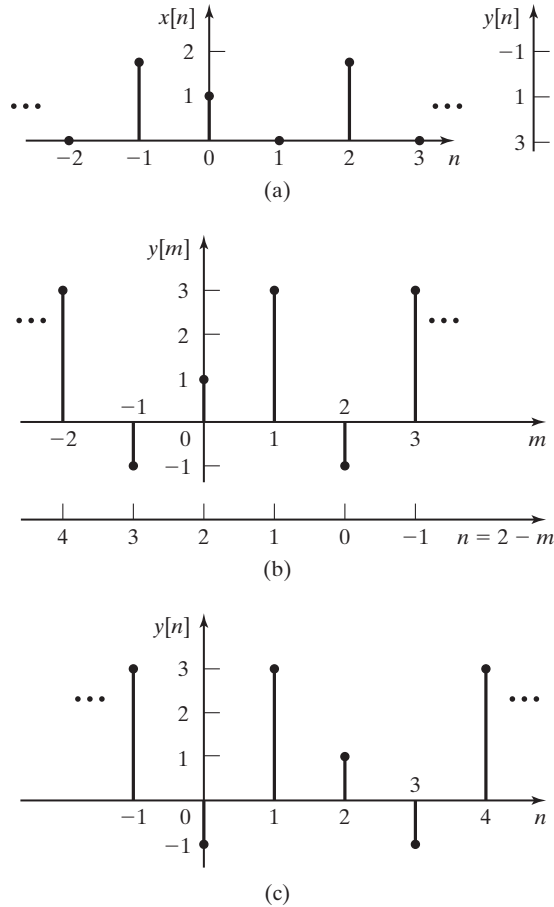 x[n] y[n]
2 −1
1 1
3
... ...
−2 −1 0 1 2 3 n
(a)
y[m]
3
... ...
2
1
−1 2
−2 0 1 3 m
−1
4 3 2 1 0 −1 n = 2 − m
(b)
y[n]
3
... ...
2
1
3
−1 0 1 2 4 n
−1
(c)